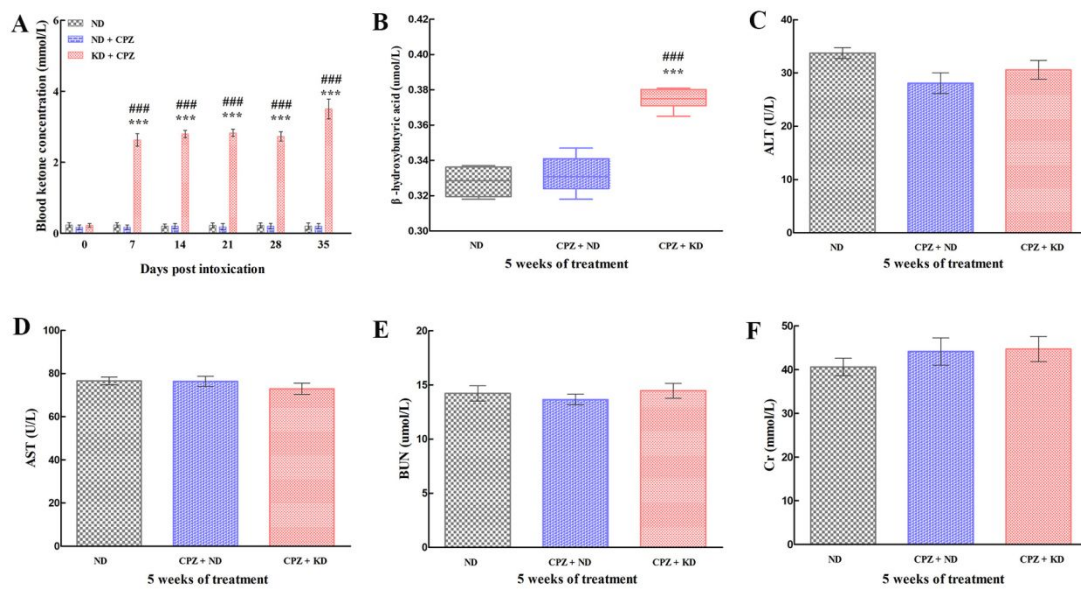 A
ND
ND + CPZ
KD + CPZ
Blood ketone concentration (mmol/L)
6
4
2
0
###
***
###
***
###
***
###
***
###
***
0 7 14 21 28 35
Days post intoxication
B
β -hydroxybutyric acid (umol/L)
0.42
0.40
0.38
0.36
0.34
0.32
0.30
###
***
ND CPZ + ND CPZ + KD
5 weeks of treatment
C
ALT (U/L)
40
30
20
10
0
ND CPZ + ND CPZ + KD
5 weeks of treatment
D
AST (U/L)
100
80
60
40
20
0
ND CPZ + ND CPZ + KD
5 weeks of treatment
E
BUN (umol/L)
20
15
10
5
0
ND CPZ + ND CPZ + KD
5 weeks of treatment
F
Cr (mmol/L)
50
40
30
20
10
0
ND CPZ + ND CPZ + KD
5 weeks of treatment